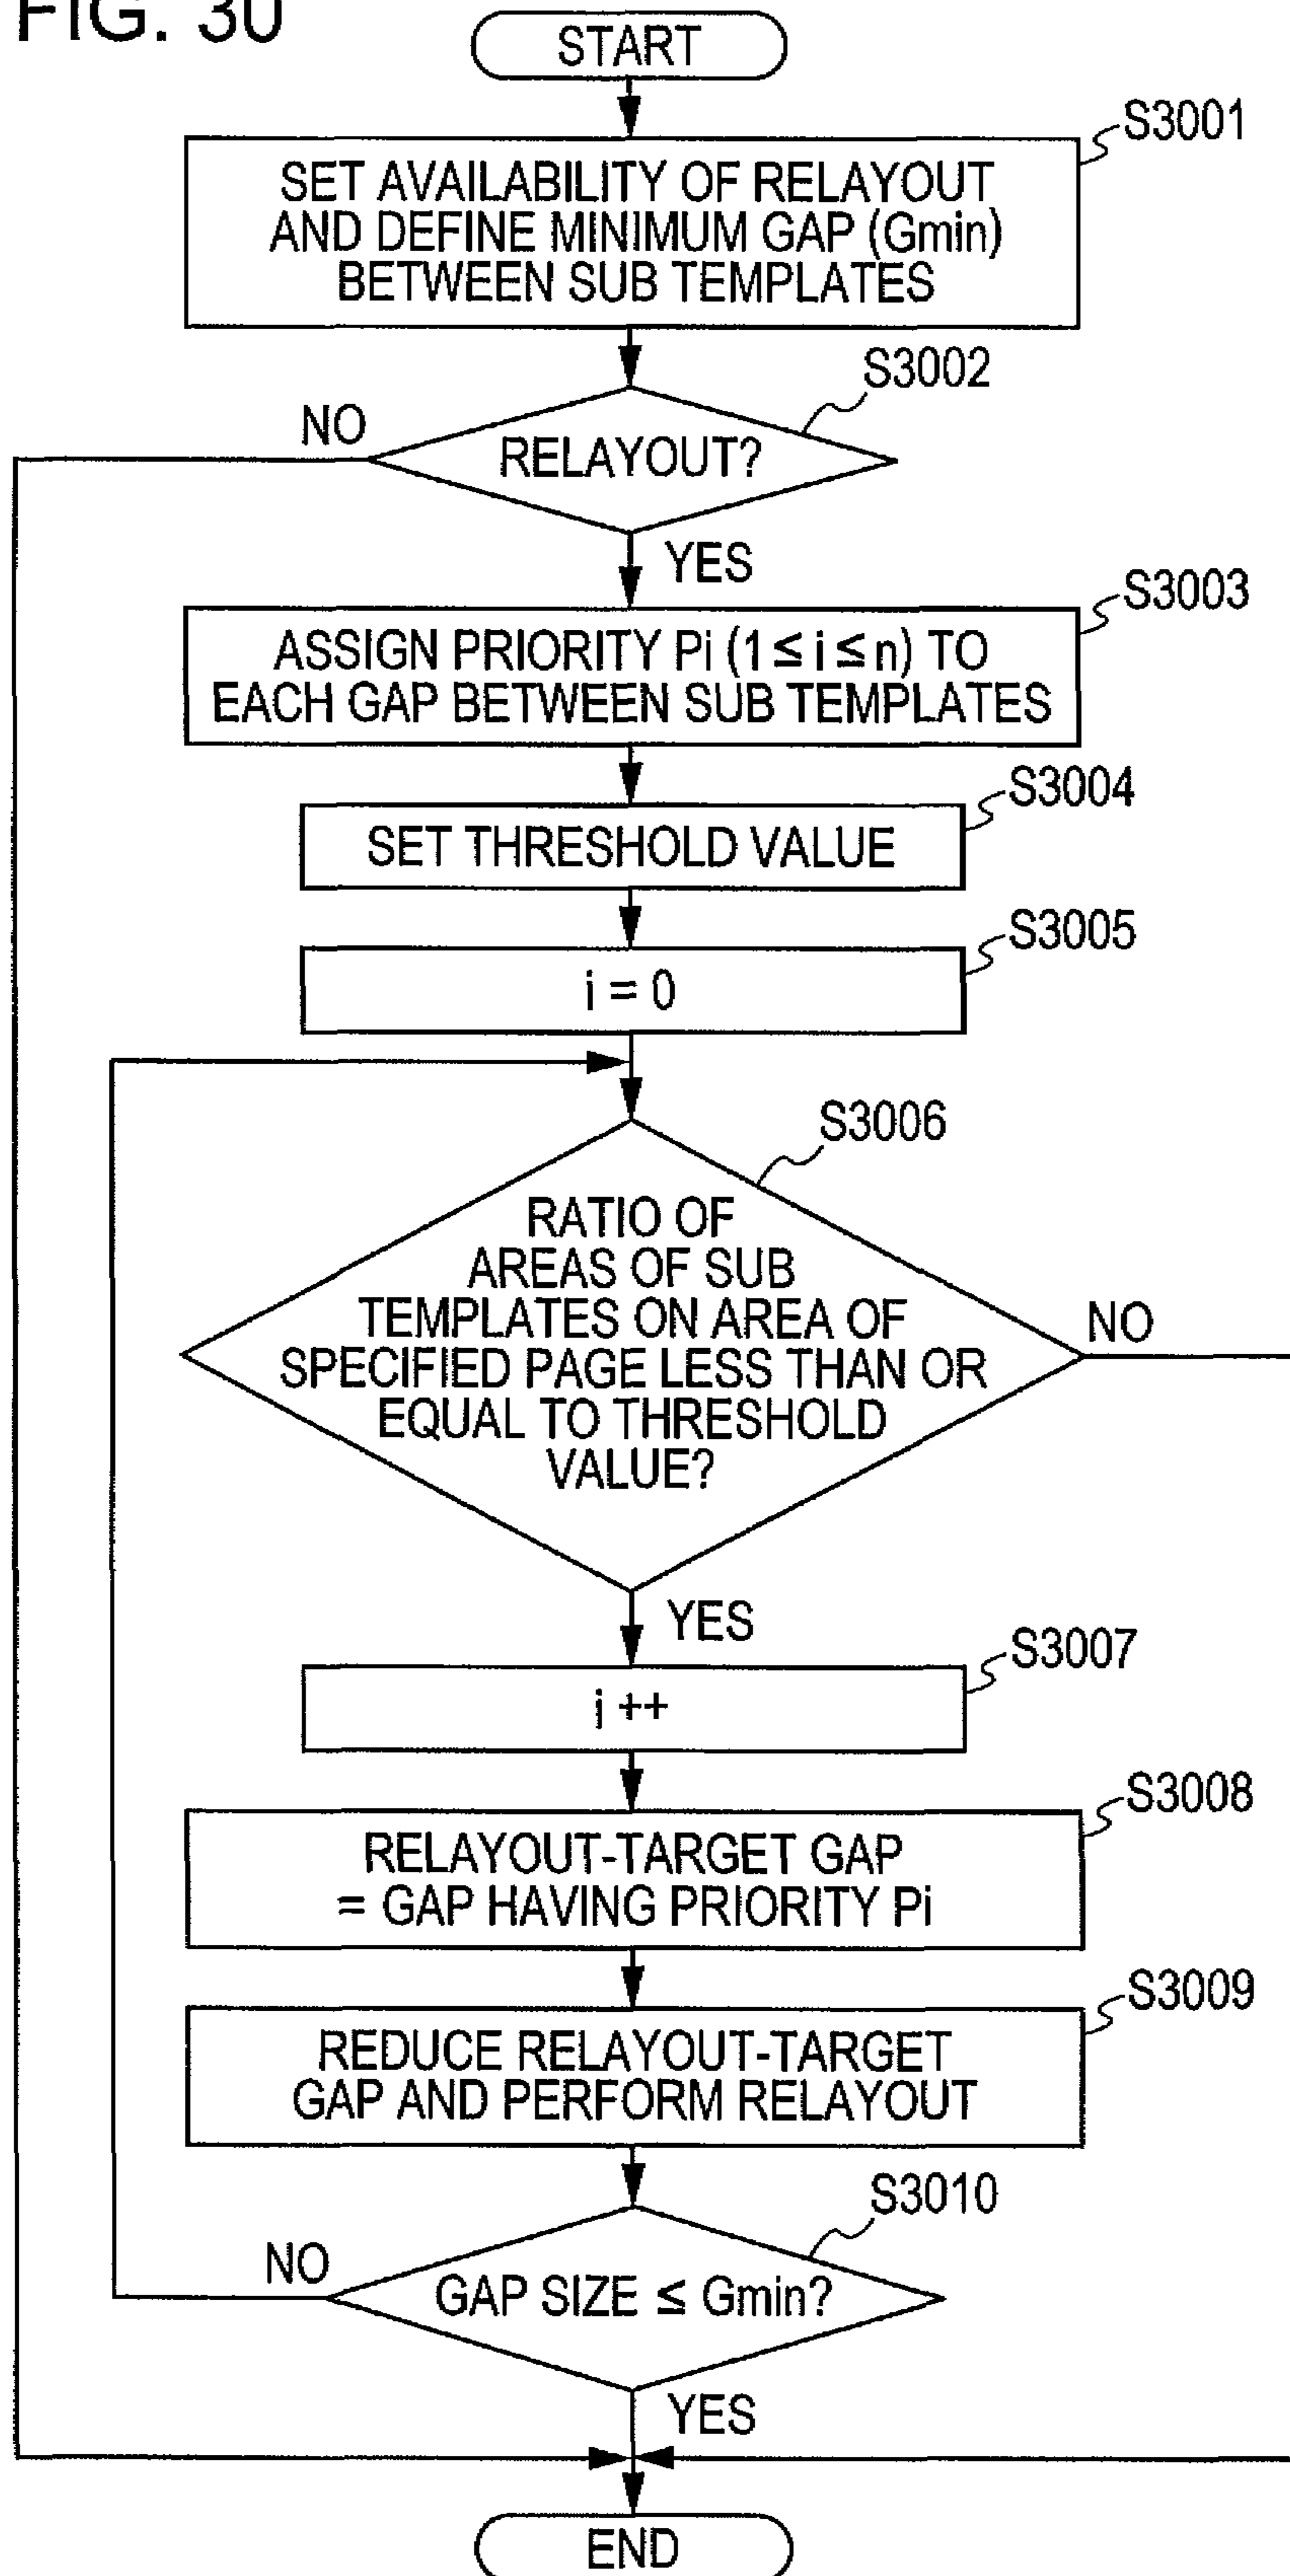 FIG. 30
START
S3001
SET AVAILABILITY OF RELAYOUT
AND DEFINE MINIMUM GAP (Gmin)
BETWEEN SUB TEMPLATES
S3002
NO
RELAYOUT?
YES
S3003
ASSIGN PRIORITY Pi (1 ≤ i ≤ n) TO
EACH GAP BETWEEN SUB TEMPLATES
S3004
SET THRESHOLD VALUE
S3005
i = 0
S3006
RATIO OF
AREAS OF SUB
TEMPLATES ON AREA OF
SPECIFIED PAGE LESS THAN OR
EQUAL TO THRESHOLD
VALUE?
NO
YES
S3007
i ++
S3008
RELAYOUT-TARGET GAP
= GAP HAVING PRIORITY Pi
S3009
REDUCE RELAYOUT-TARGET
GAP AND PERFORM RELAYOUT
S3010
NO
GAP SIZE ≤ Gmin?
YES
END